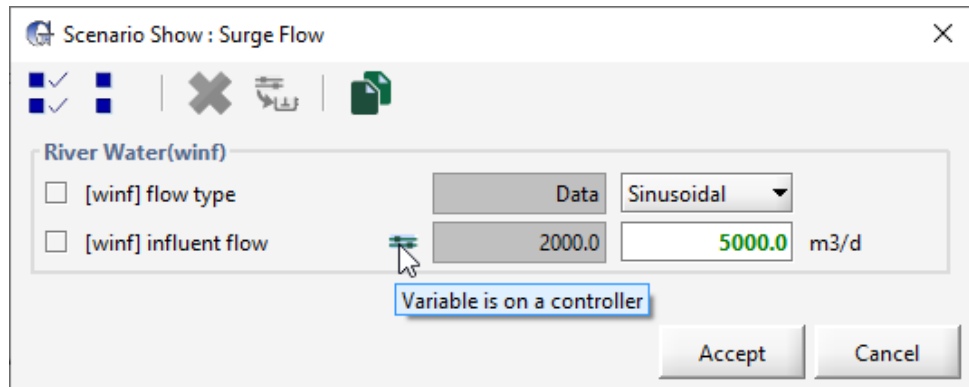 Scenario Show : Surge Flow
River Water(winf)
[winf] flow type Data Sinusoidal
[winf] influent flow 2000.0 5000.0 m3/d
Variable is on a controller
Accept Cancel